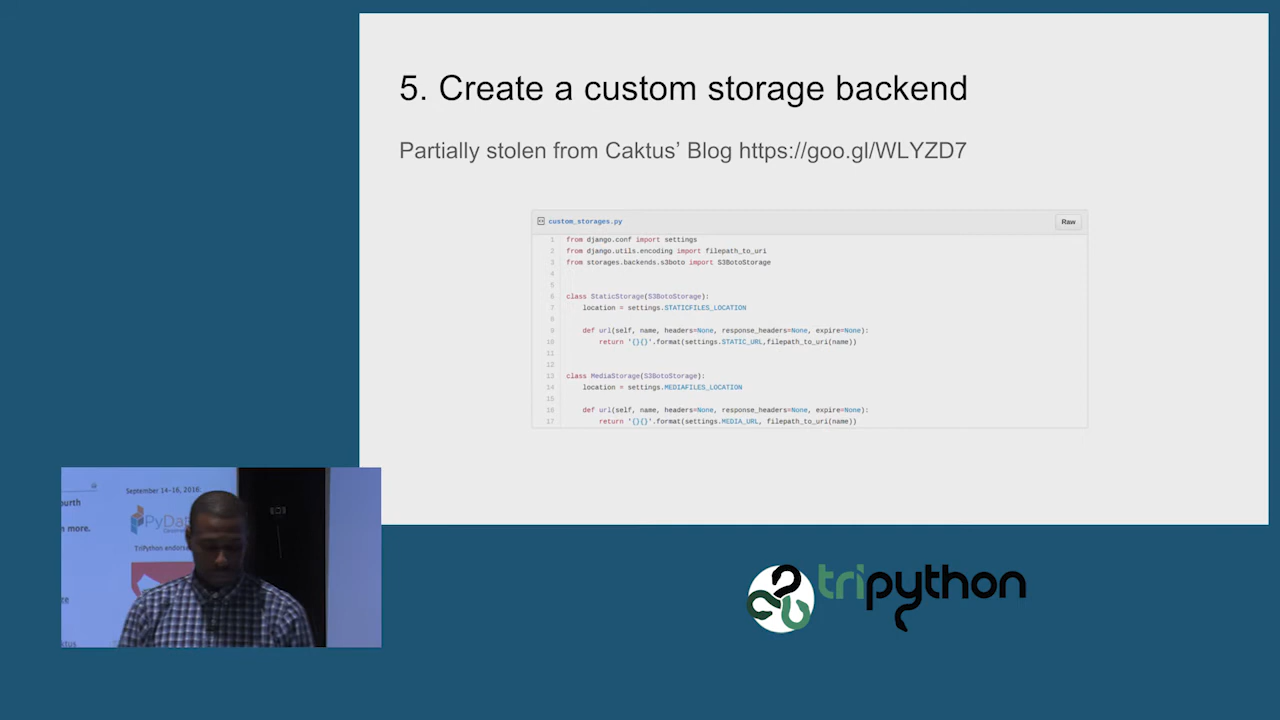 5. Create a custom storage backend
Partially stolen from Caktus’ Blog https://goo.gl/WLYZD7
custom_storages.py
Raw
1 from django.conf import settings
2 from django.utils.encoding import filepath_to_uri
3 from storages.backends.s3boto import S3BotoStorage
4
5
6 class StaticStorage(S3BotoStorage):
7 location = settings.STATICFILES_LOCATION
8
9 def url(self, name, headers=None, response_headers=None, expire=None):
10 return '{}{}'.format(settings.STATIC_URL,filepath_to_uri(name))
11
12
13 class MediaStorage(S3BotoStorage):
14 location = settings.MEDIAFILES_LOCATION
15
16 def url(self, name, headers=None, response_headers=None, expire=None):
17 return '{}{}'.format(settings.MEDIA_URL, filepath_to_uri(name))
September 14-16, 2016:
ourth
PyDat
more.
TriPython endorse
tripython